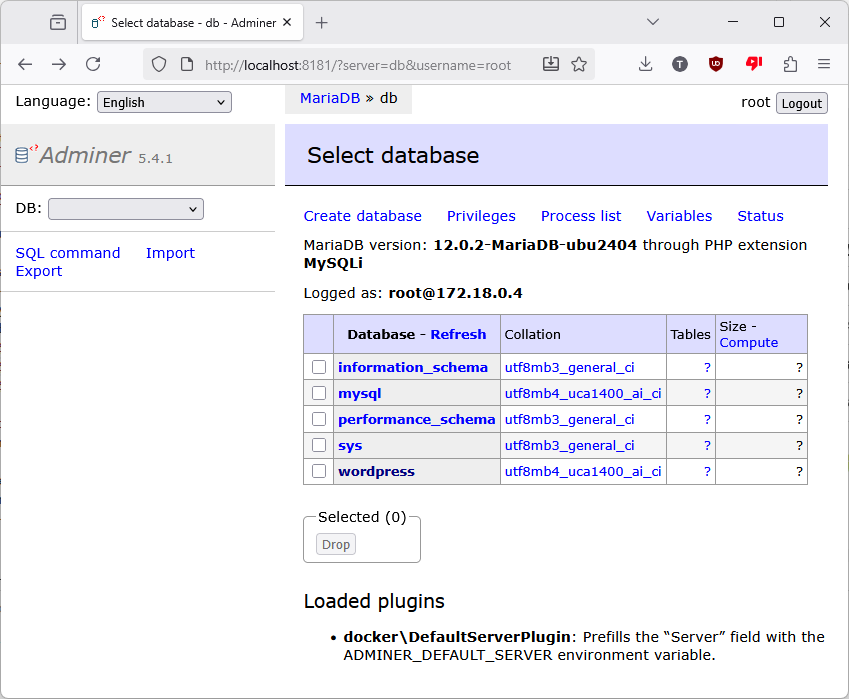 Select database - db - Adminer
http://localhost:8181/?server=db&username=root
Language: English
MariaDB » db
root Logout
Adminer 5.4.1
Select database
DB:
SQL command Import
Export
Create database Privileges Process list Variables Status
MariaDB version: 12.0.2-MariaDB-ubu2404 through PHP extension
MySQLi
Logged as: root@172.18.0.4
Database - Refresh Collation Tables Size - Compute
information_schema utf8mb3_general_ci ? ?
mysql utf8mb4_uca1400_ai_ci ? ?
performance_schema utf8mb3_general_ci ? ?
sys utf8mb3_general_ci ? ?
wordpress utf8mb4_uca1400_ai_ci ? ?
Selected (0)
Drop
Loaded plugins
• docker\DefaultServerPlugin: Prefills the “Server” field with the
ADMINER_DEFAULT_SERVER environment variable.